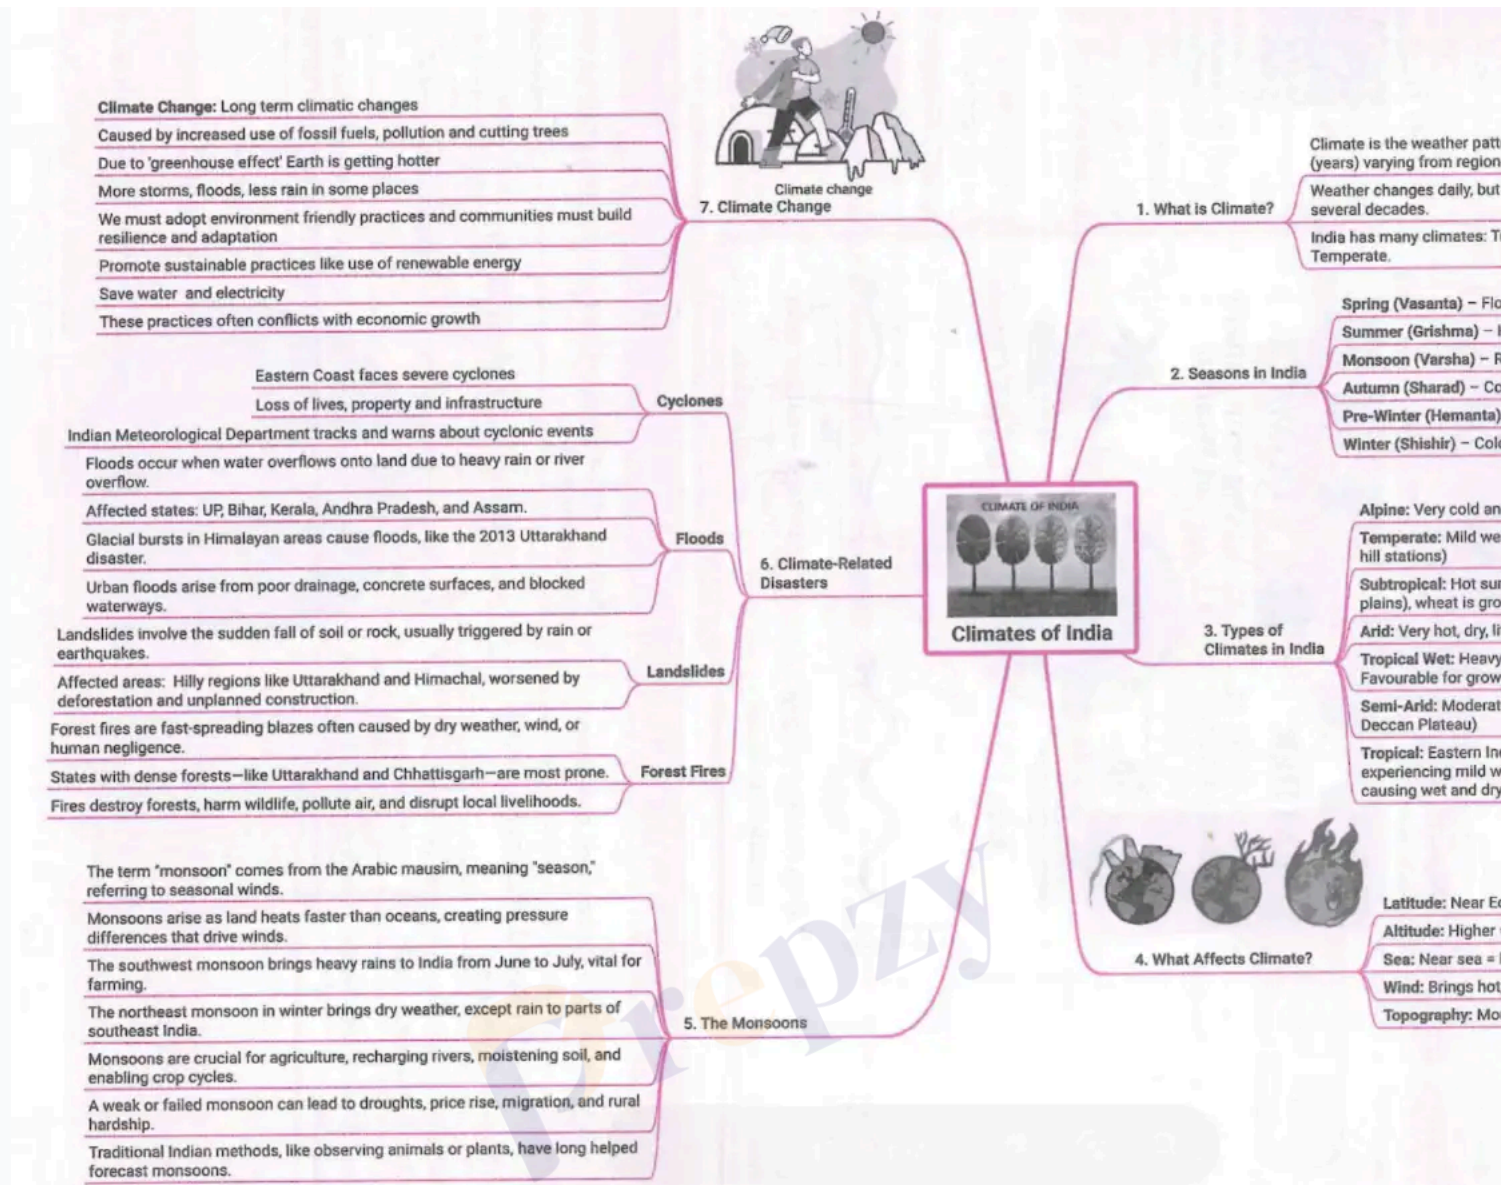 Climate change
7. Climate Change
Climate Change: Long term climatic changes
Caused by increased use of fossil fuels, pollution and cutting trees
Due to 'greenhouse effect' Earth is getting hotter
More storms, floods, less rain in some places
We must adopt environment friendly practices and communities must build
resilience and adaptation
Promote sustainable practices like use of renewable energy
Save water and electricity
These practices often conflicts with economic growth
Cyclones
Eastern Coast faces severe cyclones
Loss of lives, property and infrastructure
Indian Meteorological Department tracks and warns about cyclonic events
Floods
Floods occur when water overflows onto land due to heavy rain or river
overflow.
Affected states: UP, Bihar, Kerala, Andhra Pradesh, and Assam.
Glacial bursts in Himalayan areas cause floods, like the 2013 Uttarakhand
disaster.
Urban floods arise from poor drainage, concrete surfaces, and blocked
waterways.
6. Climate-Related
Disasters
Landslides
Landslides involve the sudden fall of soil or rock, usually triggered by rain or
earthquakes.
Affected areas: Hilly regions like Uttarakhand and Himachal, worsened by
deforestation and unplanned construction.
Forest Fires
Forest fires are fast-spreading blazes often caused by dry weather, wind, or
human negligence.
States with dense forests—like Uttarakhand and Chhattisgarh—are most prone.
Fires destroy forests, harm wildlife, pollute air, and disrupt local livelihoods.
5. The Monsoons
The term "monsoon" comes from the Arabic mausim, meaning "season,"
referring to seasonal winds.
Monsoons arise as land heats faster than oceans, creating pressure
differences that drive winds.
The southwest monsoon brings heavy rains to India from June to July, vital for
farming.
The northeast monsoon in winter brings dry weather, except rain to parts of
southeast India.
Monsoons are crucial for agriculture, recharging rivers, moistening soil, and
enabling crop cycles.
A weak or failed monsoon can lead to droughts, price rise, migration, and rural
hardship.
Traditional Indian methods, like observing animals or plants, have long helped
forecast monsoons.
CLIMATE OF INDIA
Climates of India
1. What is Climate?
Climate is the weather
(years) varying from region
Weather changes daily, but
several decades.
India has many climates:
Temperate.
2. Seasons in India
Spring (Vasanta) –
Summer (Grishma) –
Monsoon (Varsha) –
Autumn (Sharad) –
Pre-Winter (Hemanta)
Winter (Shishir) –
3. Types of
Climates in India
Alpine: Very cold
Temperate: Mild
hill stations)
Subtropical: Hot
plains), wheat is
Arid: Very hot, dry,
Tropical Wet: Heavy
Favourable for
Semi-Arid:
Deccan Plateau)
Tropical: Eastern
experiencing mild
causing wet and dry
4. What Affects Climate?
Latitude: Near
Altitude: Higher
Sea: Near sea =
Wind: Brings hot
Topography:
Prepzy